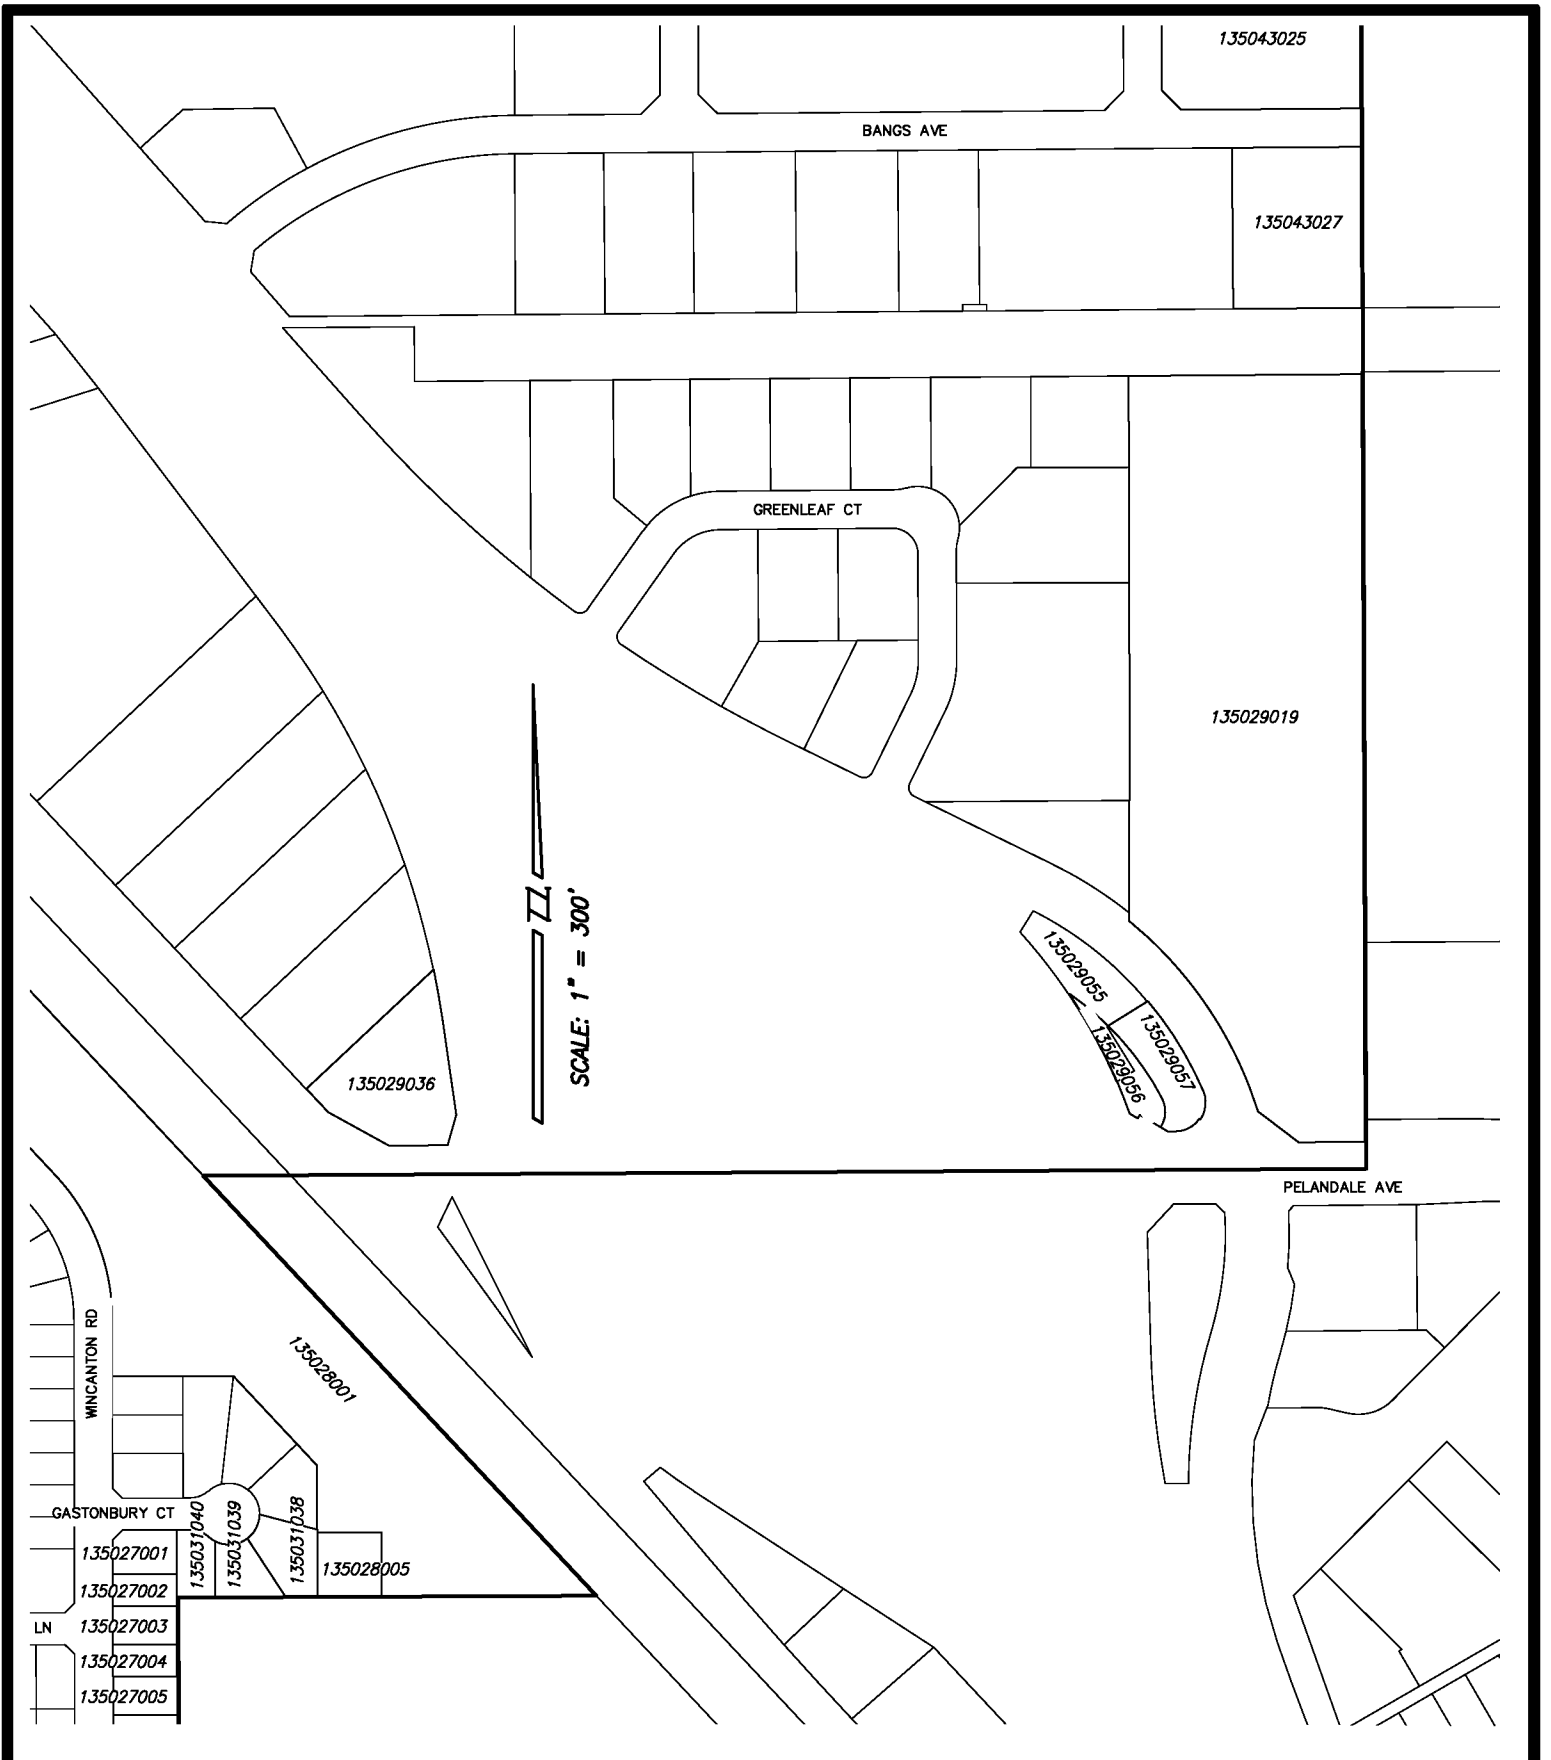 135043025
BANGS AVE
135043027
GREENLEAF CT
135029019
N
SCALE: 1" = 300'
135029055
135029057
135029056
135029036
PELANDALE AVE
WINCANTON RD
135028001
GASTONBURY CT
135031040
135031039
135031038
135027001
135028005
135027002
LN
135027003
135027004
135027005